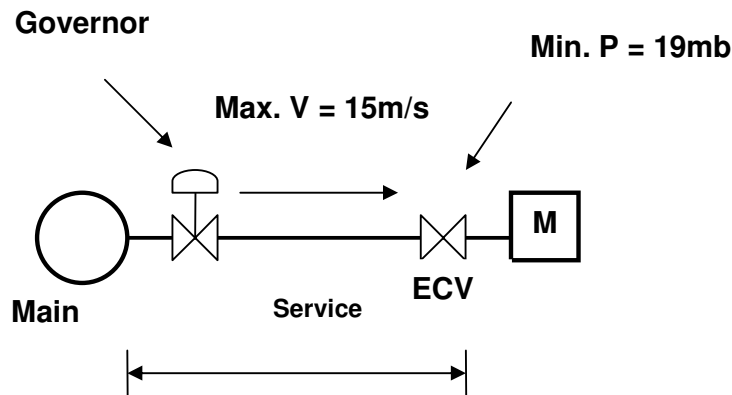 Governor
Min. P = 19mb
Max. V = 15m/s
M
ECV
Main
Service